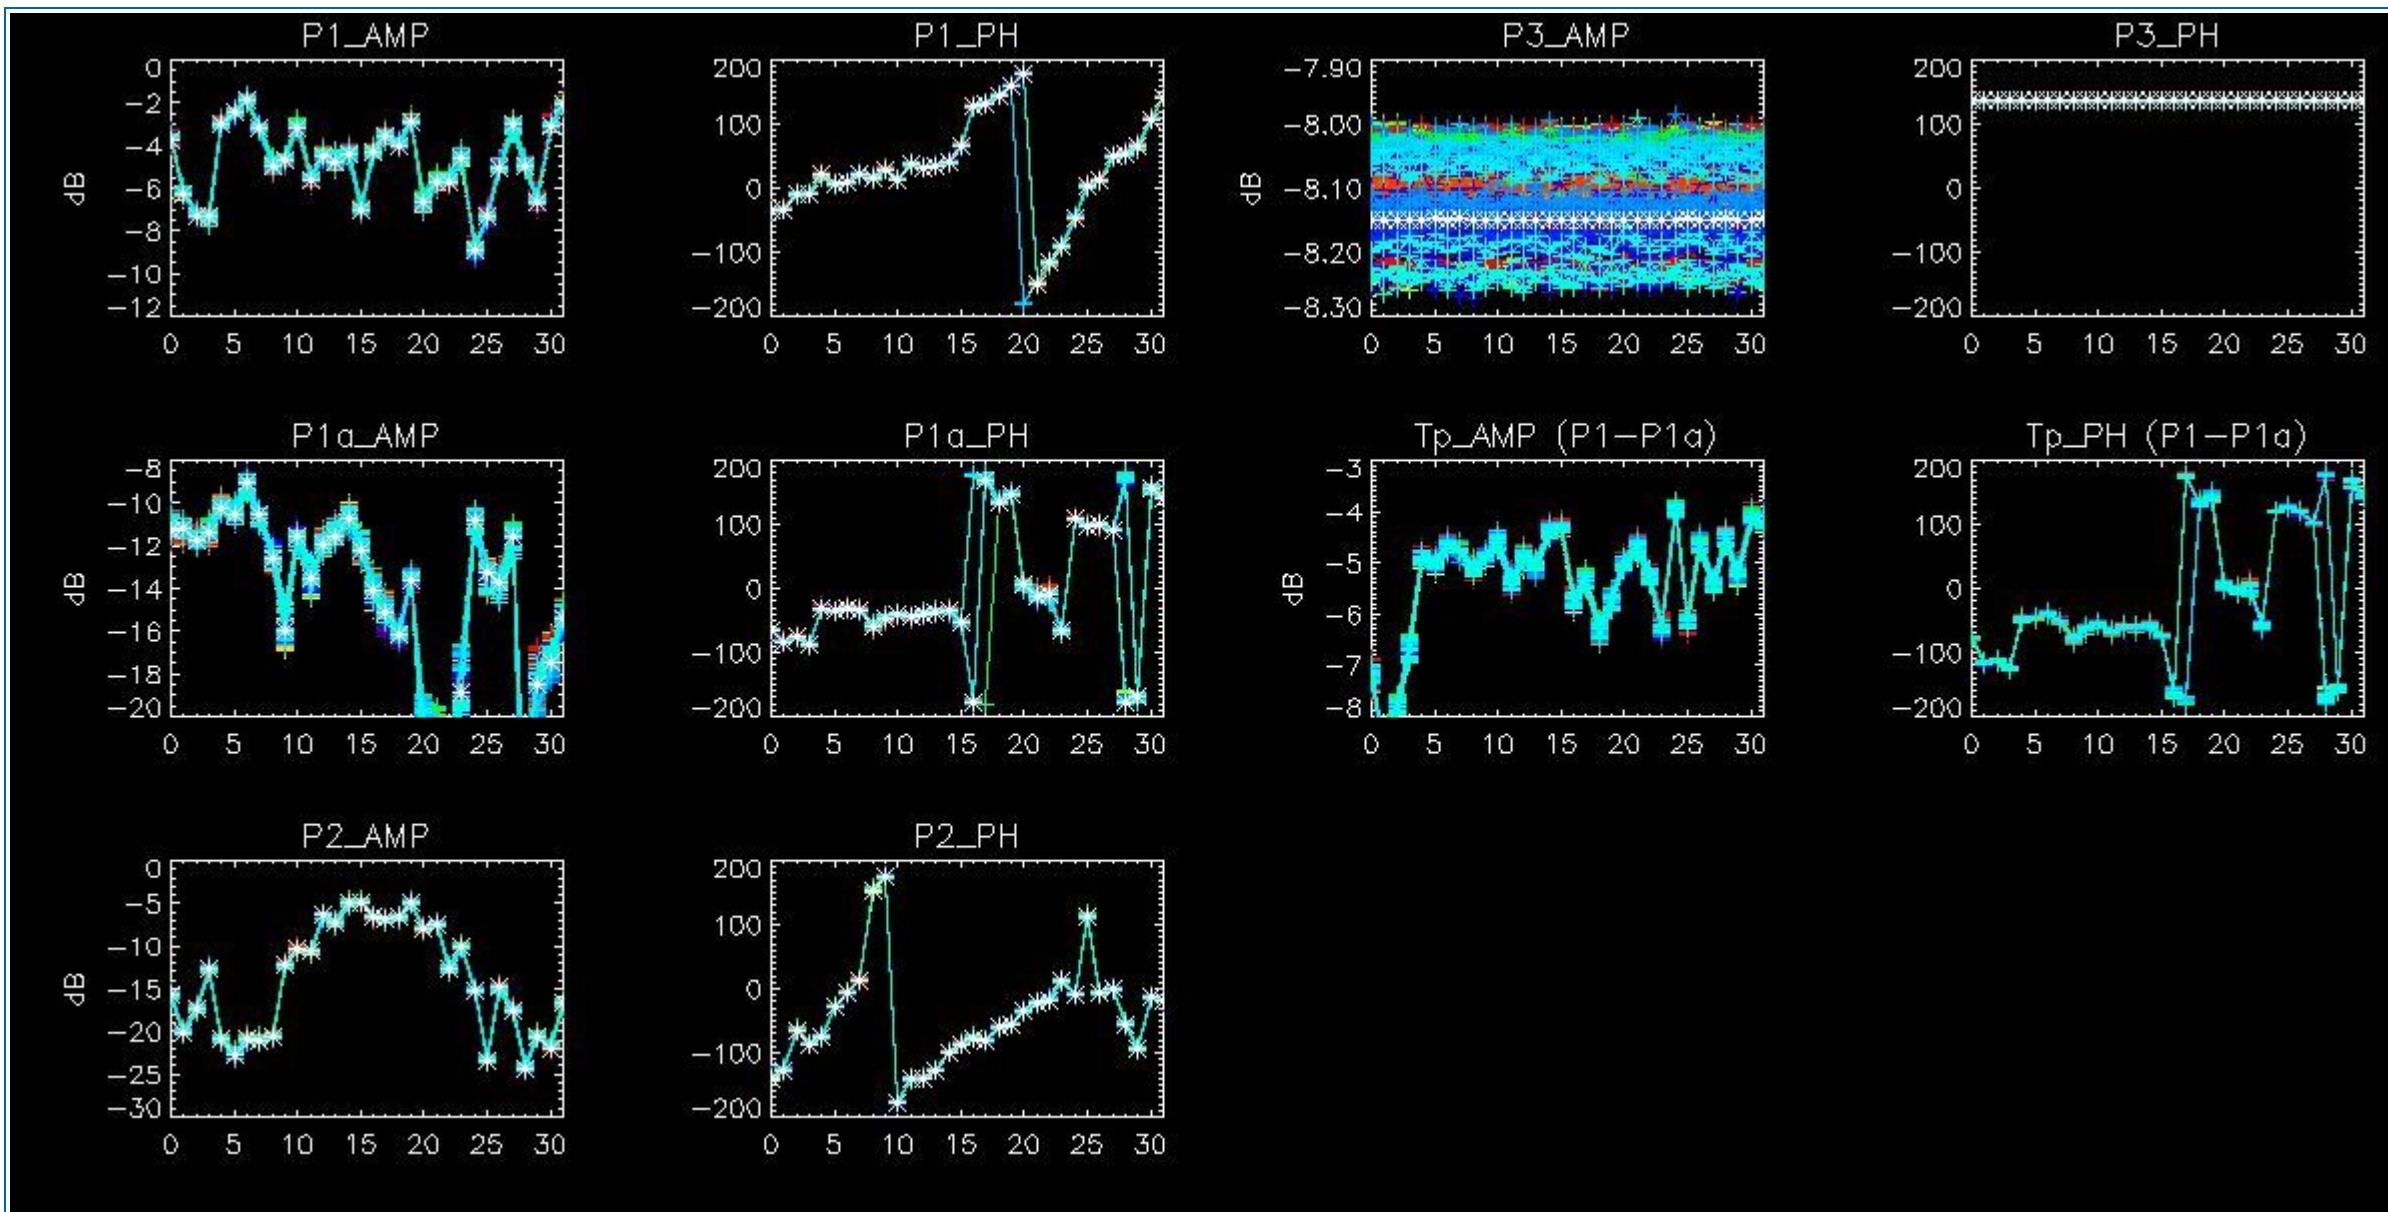 P1_AMP
P1_PH
P3_AMP
P3_PH
0
−2
−4
−6
−8
−10
−12
dB
0 5 10 15 20 25 30
200
100
0
−100
−200
0 5 10 15 20 25 30
−7.90
−8.00
−8.10
−8.20
−8.30
dB
0 5 10 15 20 25 30
200
100
0
−100
−200
0 5 10 15 20 25 30
P1a_AMP
P1a_PH
Tp_AMP (P1−P1a)
Tp_PH (P1−P1a)
−8
−10
−12
−14
−16
−18
−20
dB
0 5 10 15 20 25 30
200
100
0
−100
−200
0 5 10 15 20 25 30
−3
−4
−5
−6
−7
−8
dB
0 5 10 15 20 25 30
200
100
0
−100
−200
0 5 10 15 20 25 30
P2_AMP
P2_PH
0
−5
−10
−15
−20
−25
−30
dB
0 5 10 15 20 25 30
200
100
0
−100
−200
0 5 10 15 20 25 30